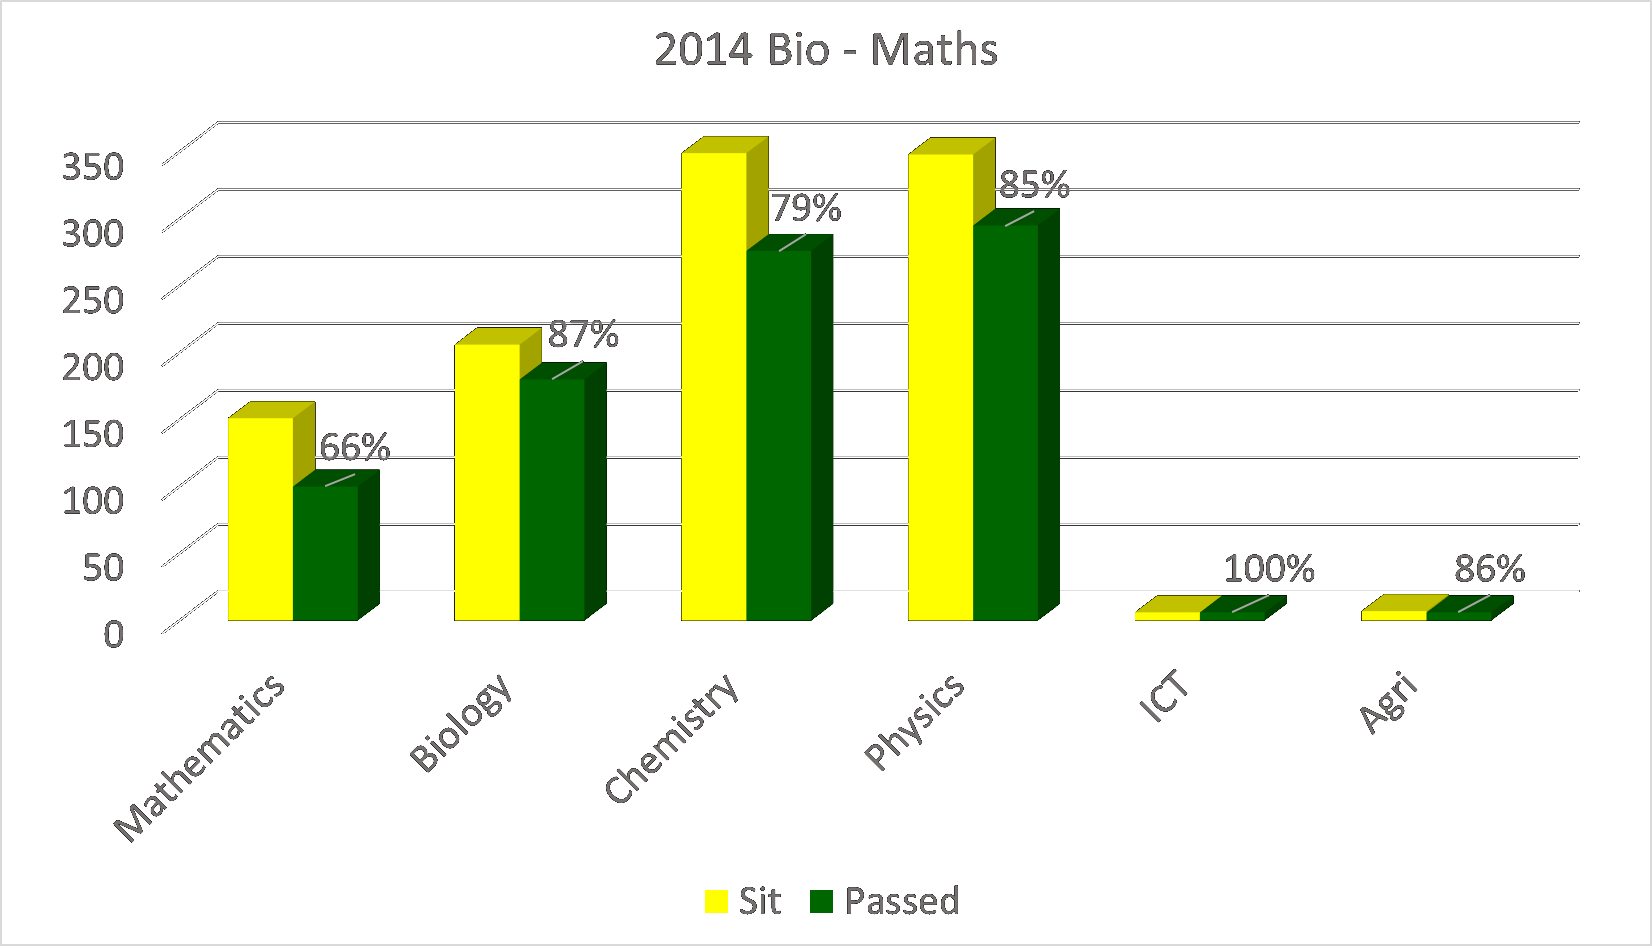 2014 Bio - Maths
350
300
250
200
150
100
50
0
66%
87%
79%
85%
100%
86%
Mathematics
Biology
Chemistry
Physics
ICT
Agri
Sit
Passed